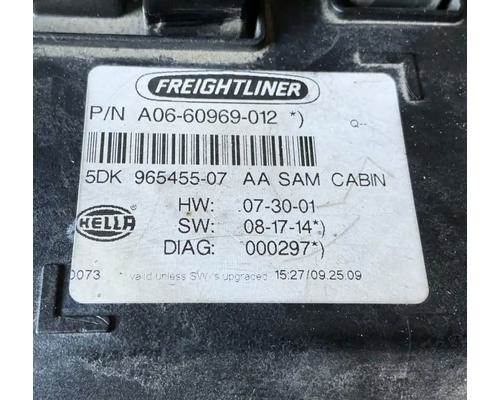 FREIGHTLINER
P/N A06-60969-012 *)
Q--
5DK 965455-07 AA SAM CABIN
HELLA
HW: 07-30-01
SW: 08-17-14*)
DIAG: 000297*)
0073 * valid unless SW is upgraded 15:27/09.25.09